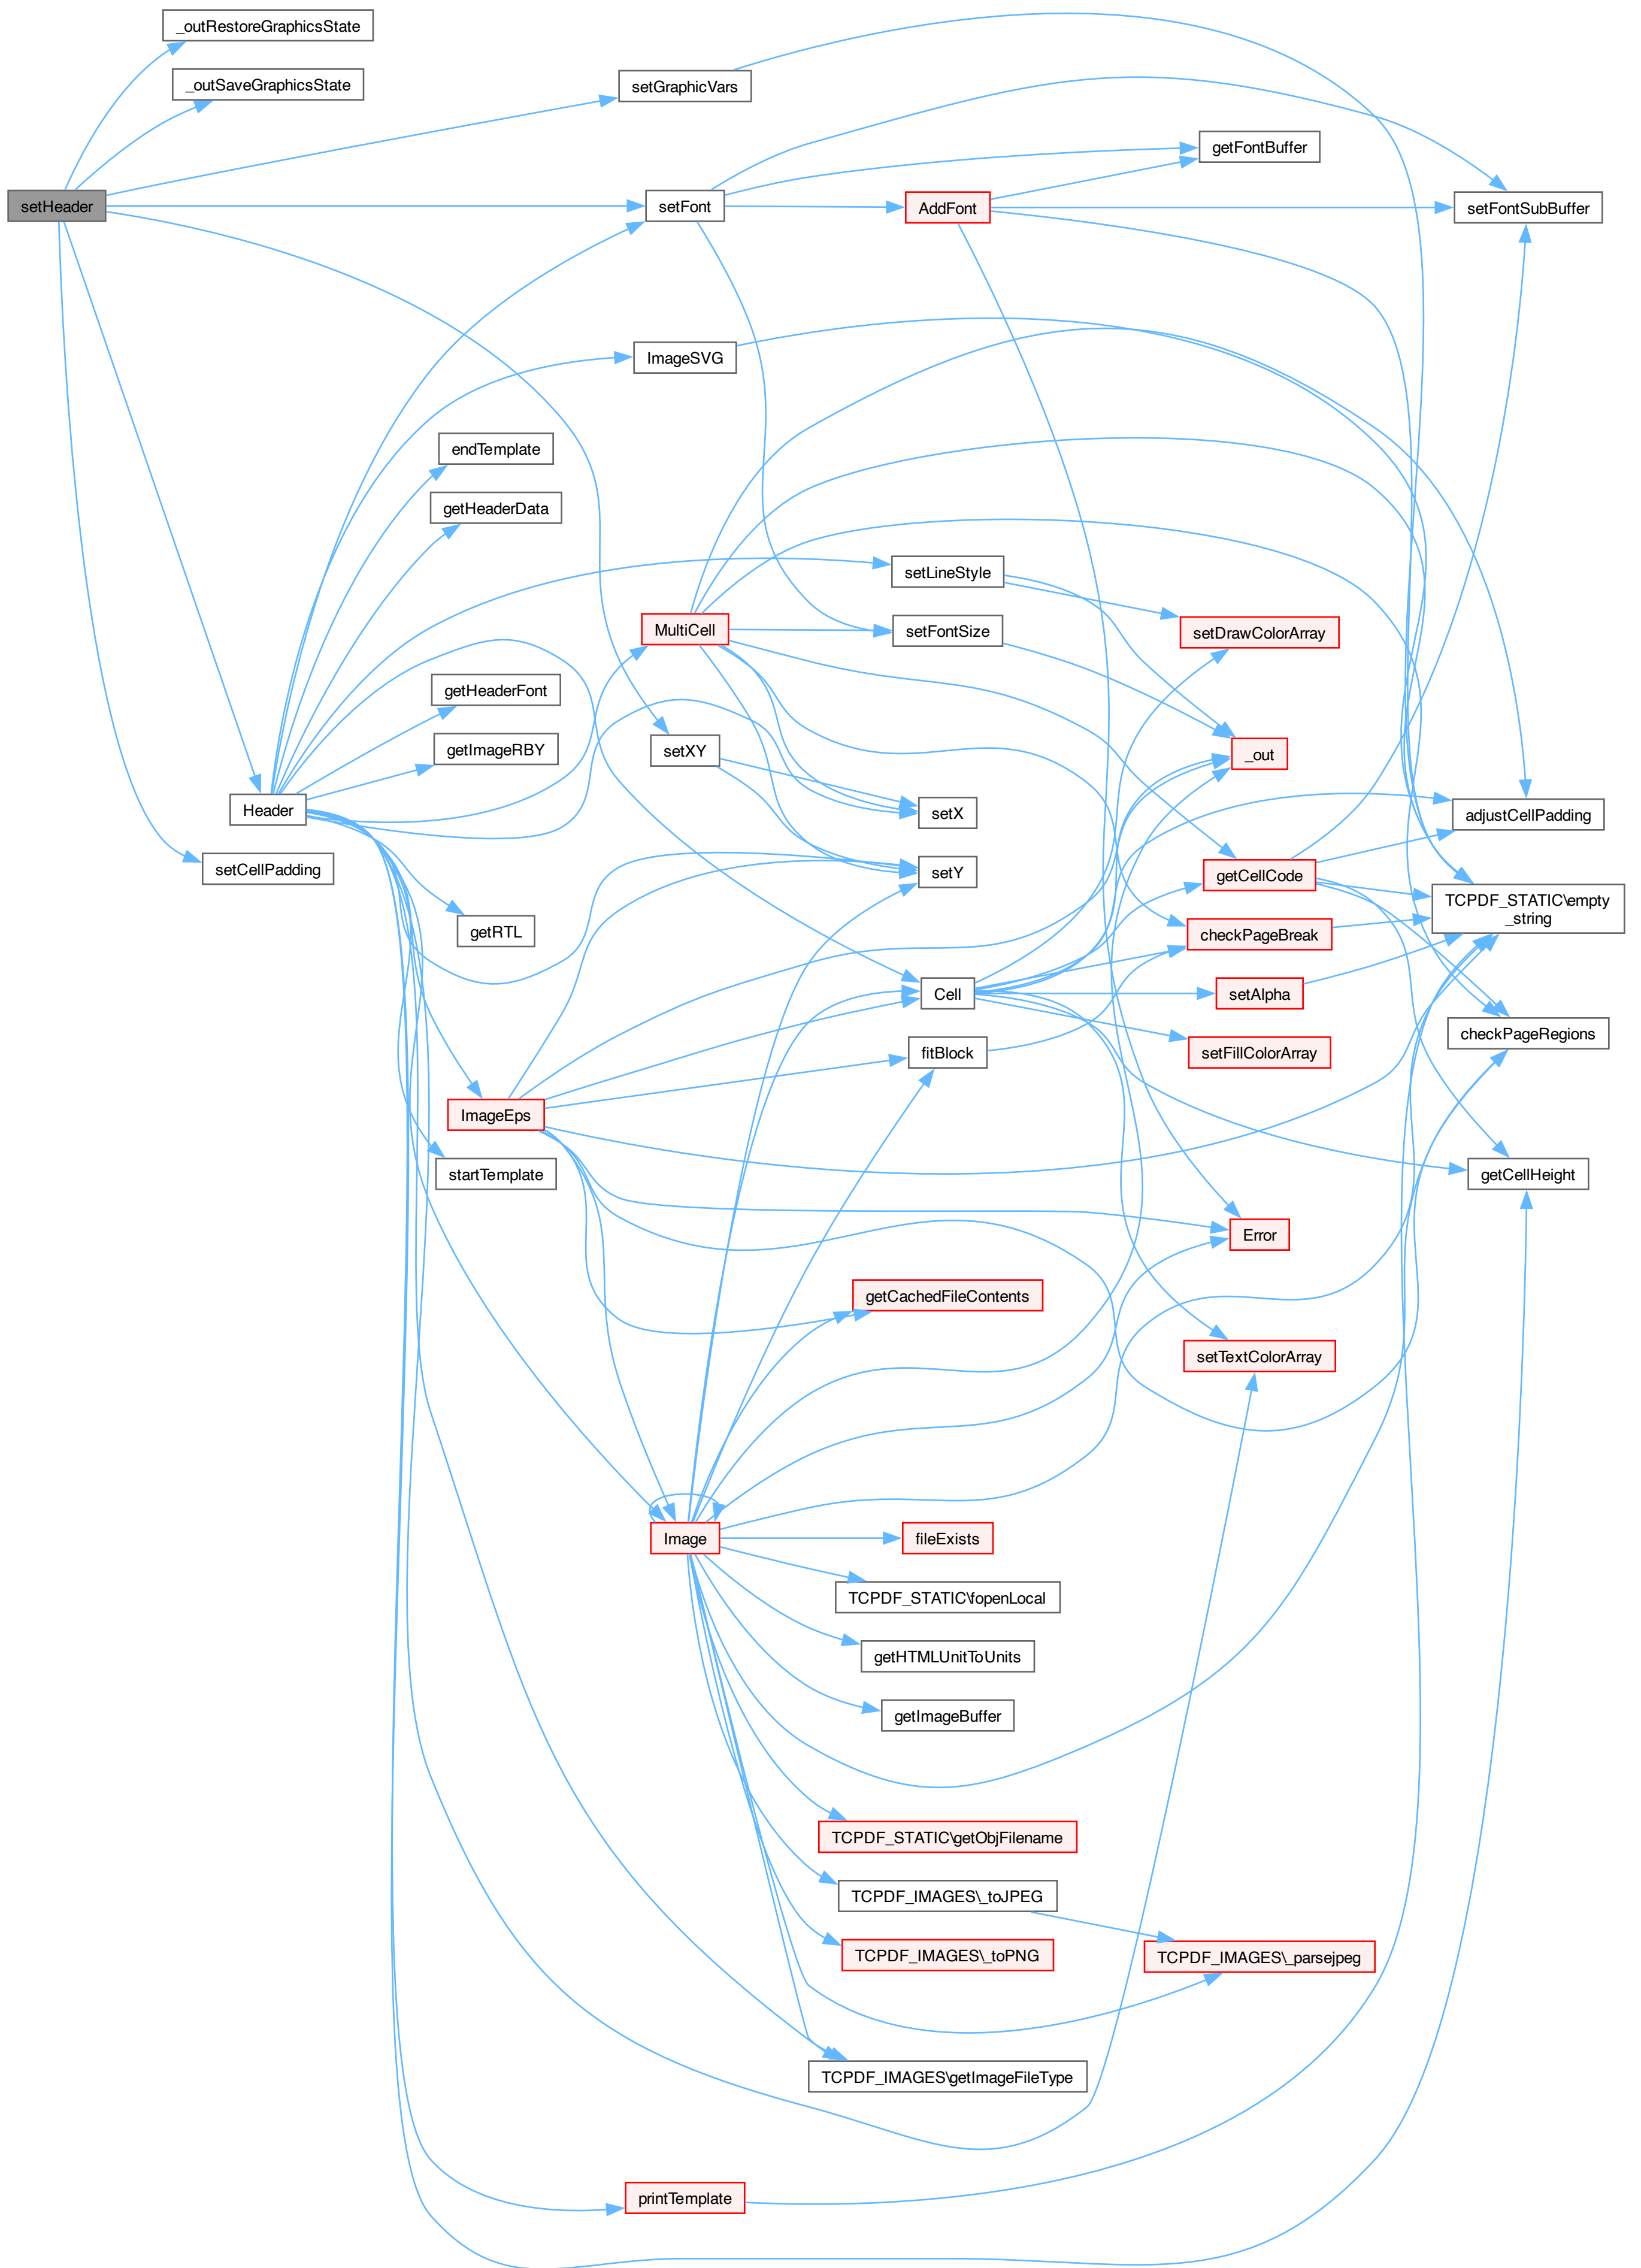 _outRestoreGraphicsState
_outSaveGraphicsState
setGraphicVars
getFontBuffer
setHeader
setFont
AddFont
setFontSubBuffer
ImageSVG
endTemplate
getHeaderData
setLineStyle
MultiCell
setFontSize
setDrawColorArray
getHeaderFont
getImageRBY
setXY
_out
Header
setX
adjustCellPadding
setCellPadding
setY
getCellCode
TCPDF_STATIC\empty
_string
getRTL
checkPageBreak
Cell
setAlpha
checkPageRegions
fitBlock
setFillColorArray
ImageEps
startTemplate
getCellHeight
Error
getCachedFileContents
setTextColorArray
Image
fileExists
TCPDF_STATIC\fopenLocal
getHTMLUnitToUnits
getImageBuffer
TCPDF_STATIC\getObjFilename
TCPDF_IMAGES\_toJPEG
TCPDF_IMAGES\_toPNG
TCPDF_IMAGES\_parsejpeg
TCPDF_IMAGES\getImageFileType
printTemplate